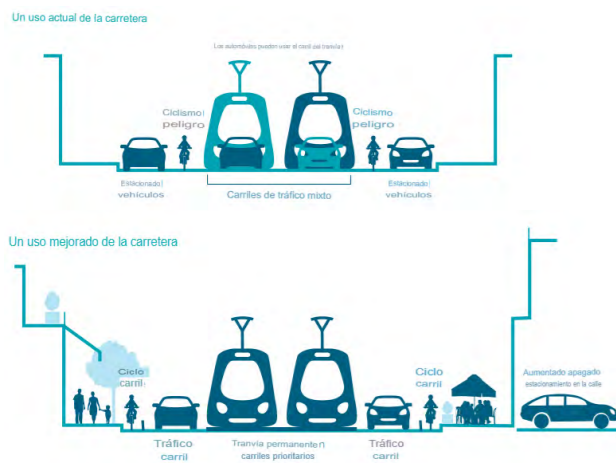 Un uso actual de la carretera
Los automóviles pueden usar el carril del tranvían
Ciclismo!
peligro
Ciclismo
peligro
Estacionado!
vehículos
Carriles de tráfico mixto
Estacionado!
vehículos
Un uso mejorado de la carretera
Ciclo
carril:
Ciclo
carril
Aumentado apagado
estacionamiento en la calle
Tráfico
carril
Tranvía permanente
carriles prioritarios
Tráfico
carril